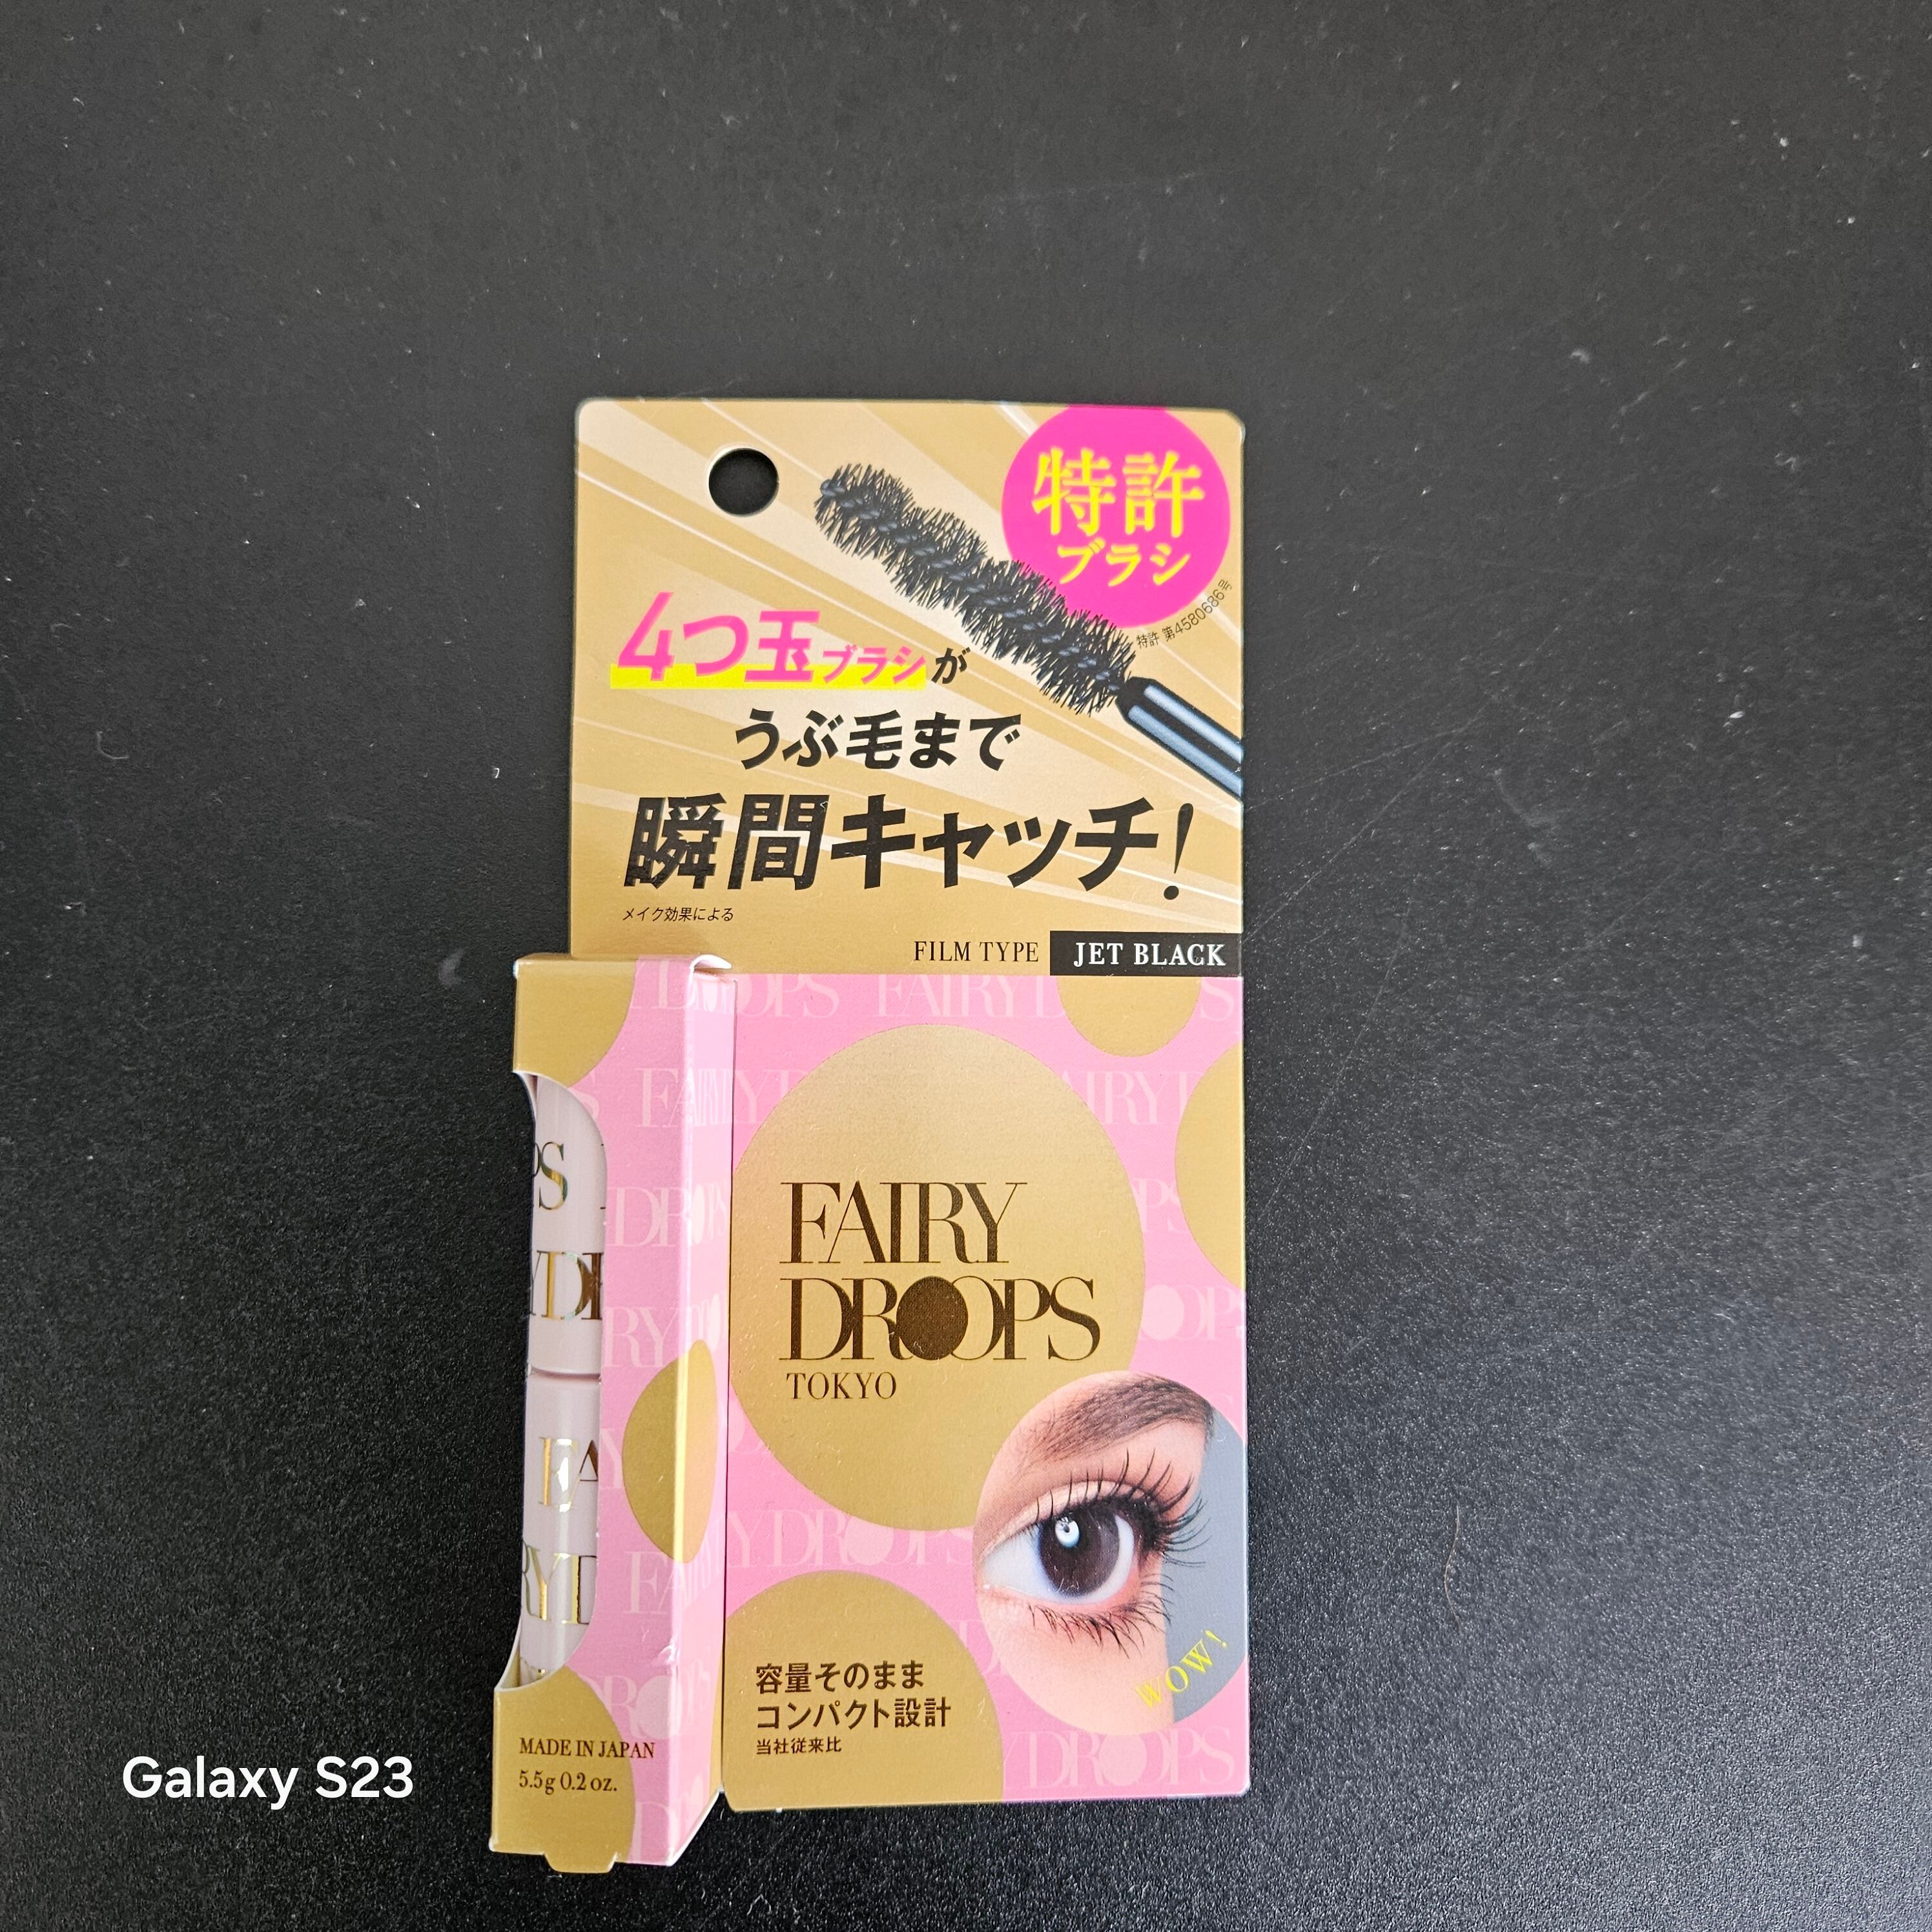 特許
ブラシ
特許 第4580686号
4つ玉ブラシが
うぶ毛まで
瞬間キャッチ!
メイク効果による
FILM TYPE JET BLACK
FAIRY
DROPS
TOKYO
WOW!
容量そのまま
コンパクト設計
当社従来比
MADE IN JAPAN
5.5g 0.2 oz.
Galaxy S23